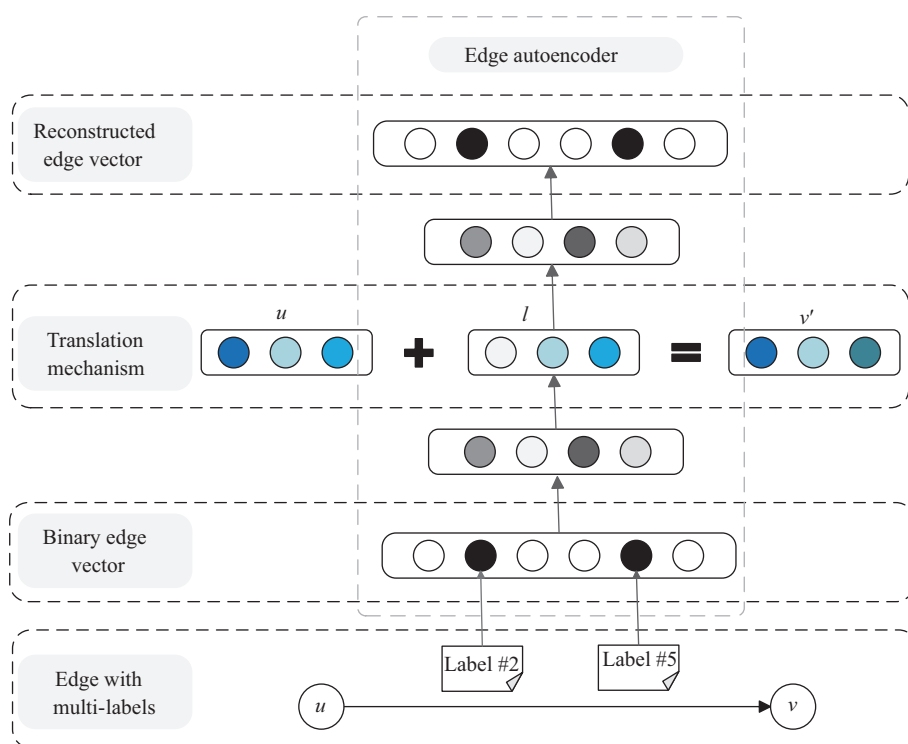 Edge autoencoder
Reconstructed
edge vector
Translation
mechanism
u
+
l
=
v′
Binary edge
vector
Label #2
Label #5
Edge with
multi-labels
u
v